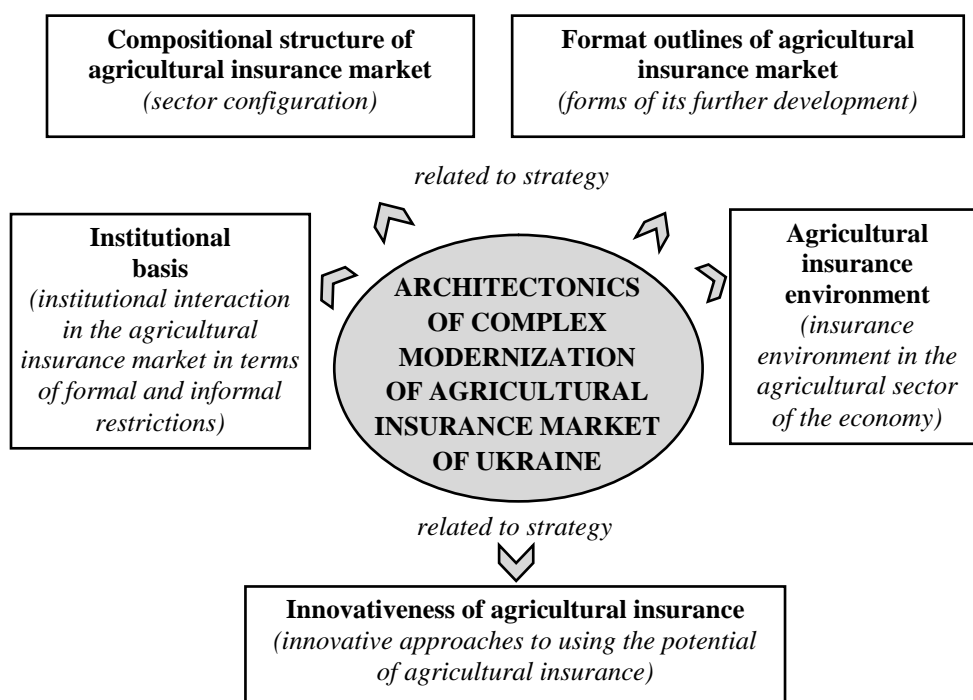 Compositional structure of
agricultural insurance market
(sector configuration)
Format outlines of agricultural
insurance market
(forms of its further development)
related to strategy
Institutional
basis
(institutional interaction
in the agricultural
insurance market in terms
of formal and informal
restrictions)
ARCHITECTONICS
OF COMPLEX
MODERNIZATION
OF AGRICULTURAL
INSURANCE MARKET
OF UKRAINE
Agricultural
insurance
environment
(insurance
environment in the
agricultural sector
of the economy)
related to strategy
Innovativeness of agricultural insurance
(innovative approaches to using the potential
of agricultural insurance)